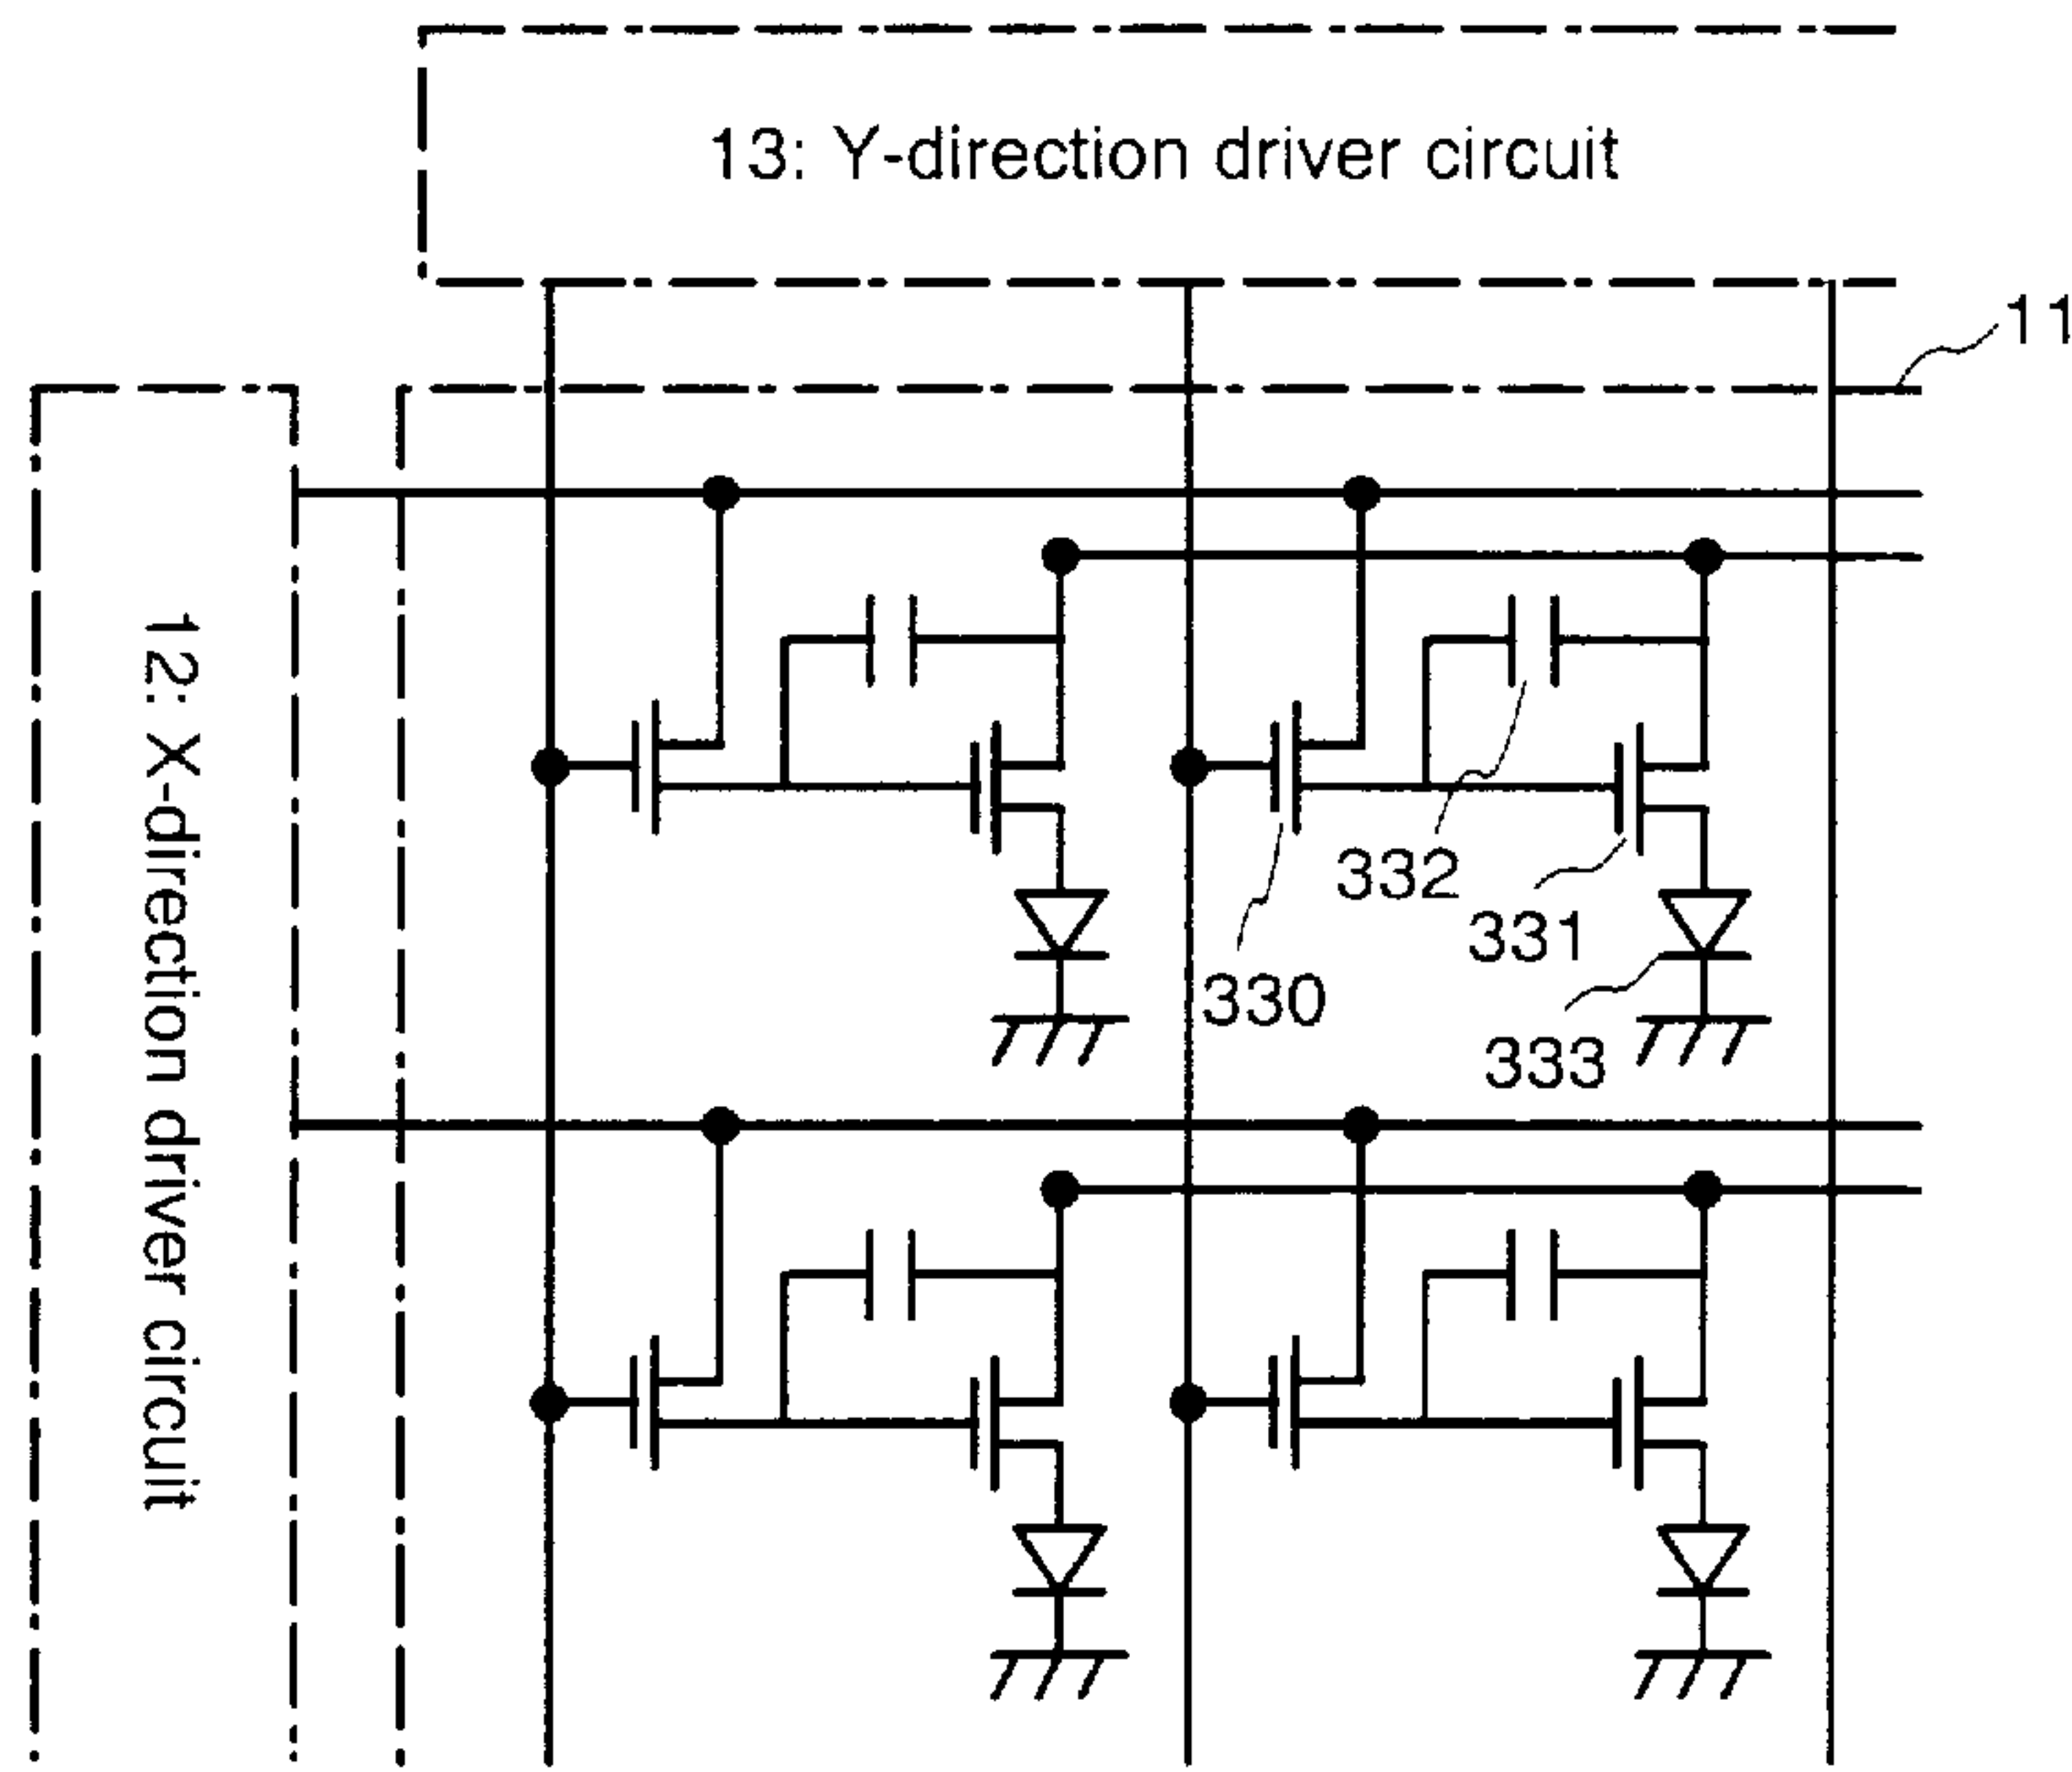 13: Y-direction driver circuit
11
12: X-direction driver circuit
332
331
330
333